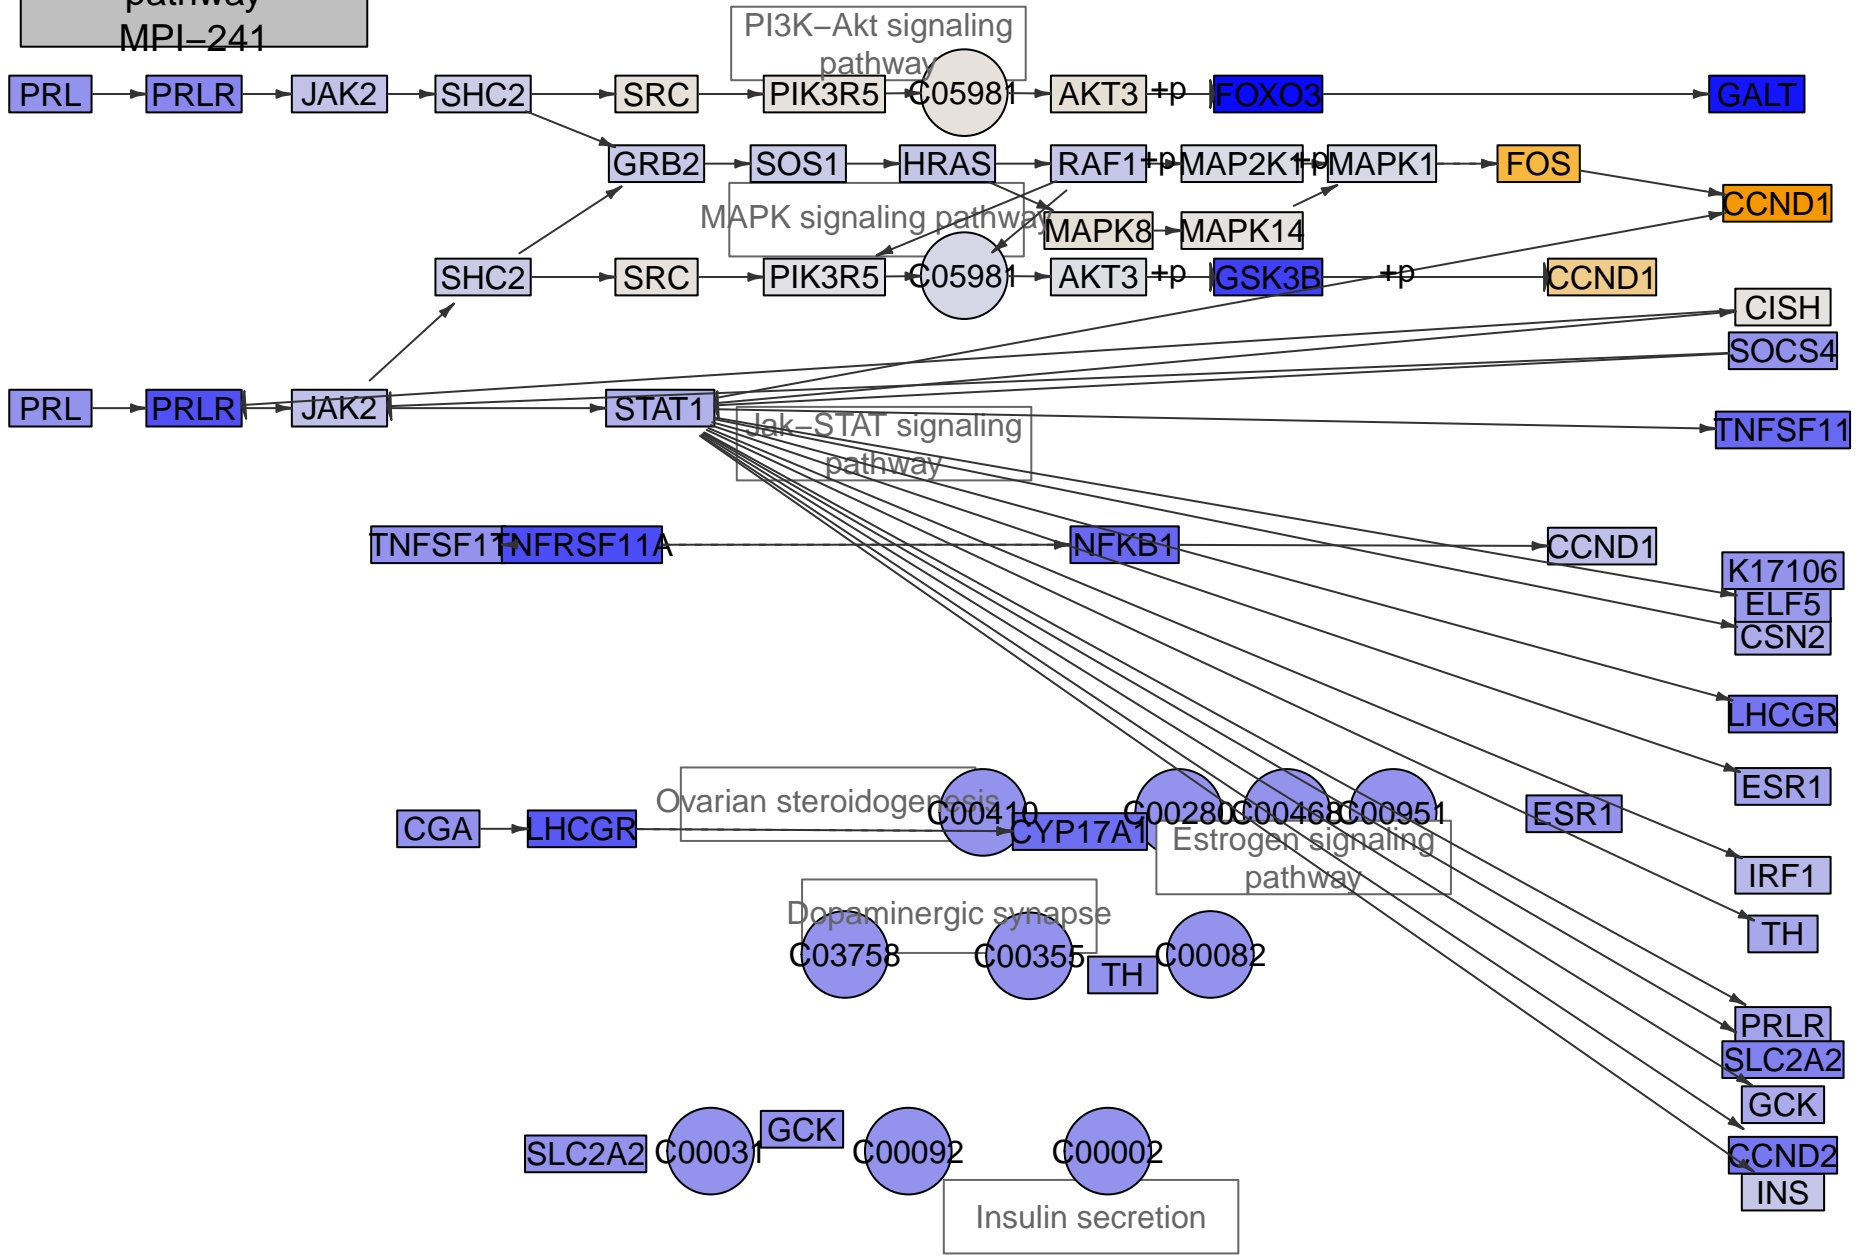 pathway
MPI−241
PI3K−Akt signaling
pathway
PRL
PRLR
JAK2
SHC2
SRC
PIK3R5
C05981
AKT3
+p
FOXO3
GALT
GRB2
SOS1
HRAS
RAF1
+p
MAP2K1
+p
MAPK1
FOS
CCND1
MAPK signaling pathway
MAPK8
MAPK14
SHC2
SRC
PIK3R5
C05981
AKT3
+p
GSK3B
+p
CCND1
CISH
SOCS4
PRL
PRLR
JAK2
STAT1
Jak−STAT signaling
pathway
TNFSF11
TNFSF11
TNFRSF11A
NFKB1
CCND1
K17106
ELF5
CSN2
LHCGR
ESR1
Ovarian steroidogenesis
C00410
C00280
C00468
C00951
ESR1
CGA
LHCGR
CYP17A1
Estrogen signaling
pathway
IRF1
Dopaminergic synapse
TH
C03758
C00355
TH
C00082
PRLR
SLC2A2
GCK
GCK
SLC2A2
C00031
C00092
C00002
CCND2
INS
Insulin secretion